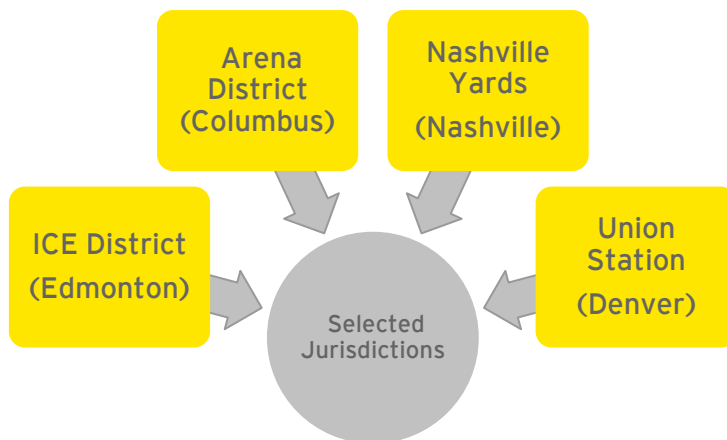 Arena
District
(Columbus)
Nashville
Yards
(Nashville)
ICE District
(Edmonton)
Union
Station
(Denver)
Selected
Jurisdictions